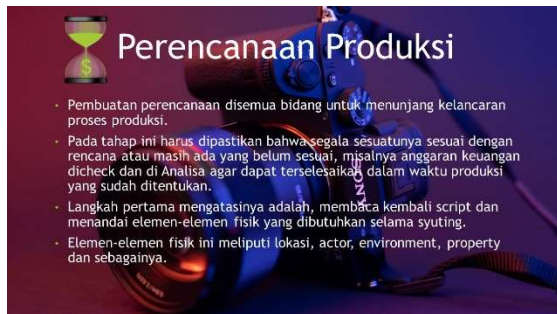 Perencanaan Produksi
$
• Pembuatan perencanaan disemua bidang untuk menunjang kelancaran
proses produksi.
• Pada tahap ini harus dipastikan bahwa segala sesuatunya sesuai dengan
rencana atau masih ada yang belum sesuai, misalnya anggaran keuangan
dicheck dan di Analisa agar dapat terselesaikan dalam waktu produksi
yang sudah ditentukan.
• Langkah pertama mengatasinya adalah, membaca kembali script dan
menandai elemen-elemen fisik yang dibutuhkan selama syuting.
• Elemen-elemen fisik ini meliputi lokasi, actor, environment, property
dan sebagainya.
SONY